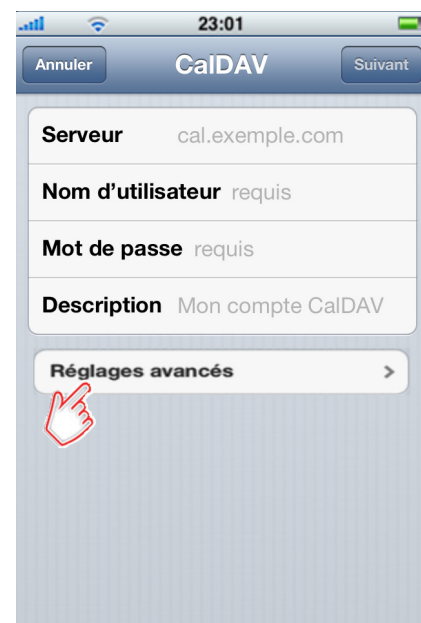 23:01
Annuler CalDAV Suivant
Serveur cal.exemple.com
Nom d’utilisateur requis
Mot de passe requis
Description Mon compte CalDAV
Réglages avancés >